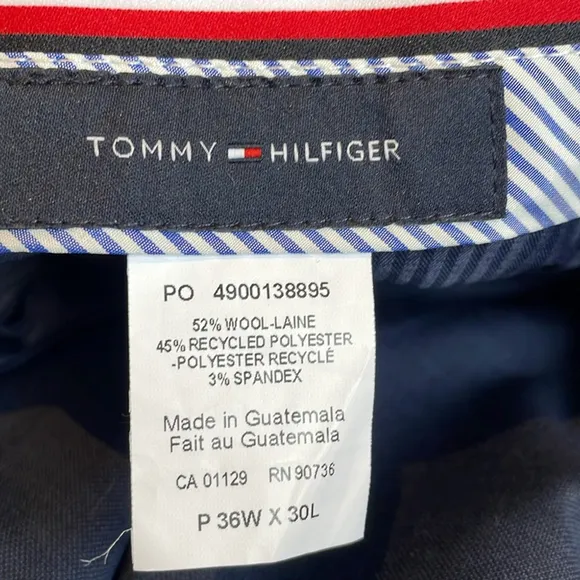 TOMMY HILFIGER
PO 4900138895
52% WOOL-LAINE
45% RECYCLED POLYESTER
-POLYESTER RECYCLÉ
3% SPANDEX
Made in Guatemala
Fait au Guatemala
CA 01129 RN 90736
P 36W X 30L